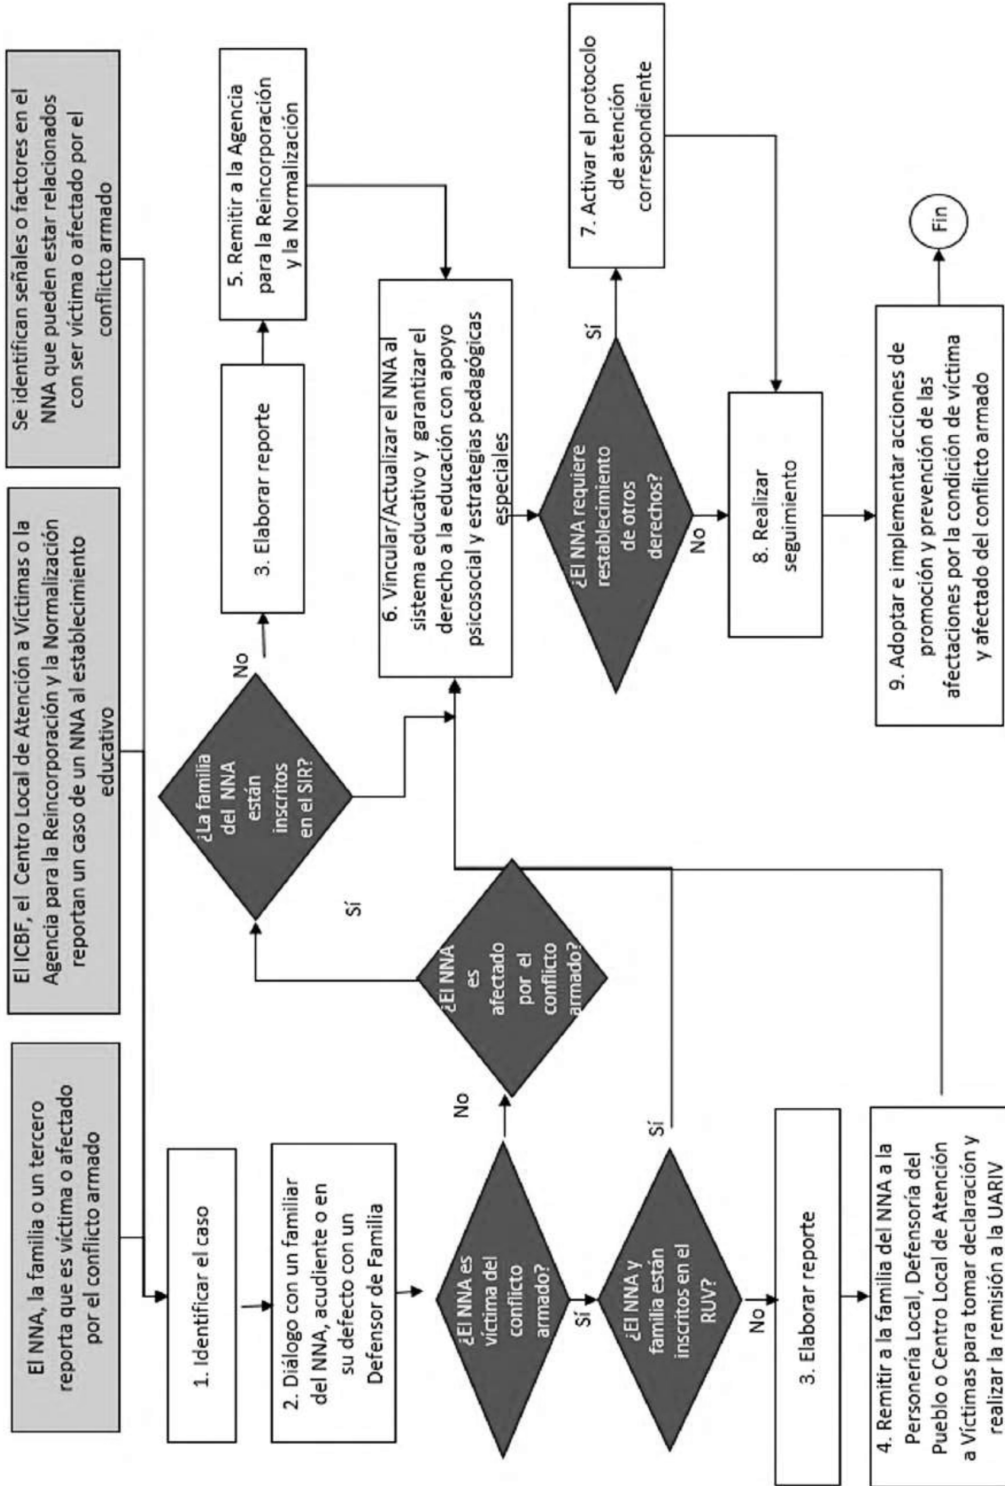 El NNA, la familia o un tercero
reporta que es víctima o afectado
por el conflicto armado
El ICBF, el Centro Local de Atención a Víctimas o la
Agencia para la Reincorporación y la Normalización
reportan un caso de un NNA al establecimiento
educativo
Se identifican señales o factores en el
NNA que pueden estar relacionados
con ser víctima o afectado por el
conflicto armado
1. Identificar el caso
2. Diálogo con un familiar
del NNA, acudiente o en
su defecto con un
Defensor de Familia
¿El NNA es
víctima del
conflicto
armado?
No
Sí
¿El NNA
es
afectado
por el
conflicto
armado?
Sí
¿La familia
del NNA
están
inscritos
en el SIR?
No
3. Elaborar reporte
5. Remitir a la Agencia
para la Reincorporación
y la Normalización
¿El NNA y
familia están
inscritos en el
RUV?
Sí
No
3. Elaborar reporte
4. Remitir a la familia del NNA a la
Personería Local, Defensoría del
Pueblo o Centro Local de Atención
a Víctimas para tomar declaración y
realizar la remisión a la UARIV
6. Vincular/Actualizar el NNA al
sistema educativo y garantizar el
derecho a la educación con apoyo
psicosocial y estrategias pedagógicas
especiales
¿El NNA requiere
restablecimiento
de otros
derechos?
Sí
No
7. Activar el protocolo
de atención
correspondiente
8. Realizar
seguimiento
9. Adoptar e implementar acciones de
promoción y prevención de las
afectaciones por la condición de víctima
y afectado del conflicto armado
Fin